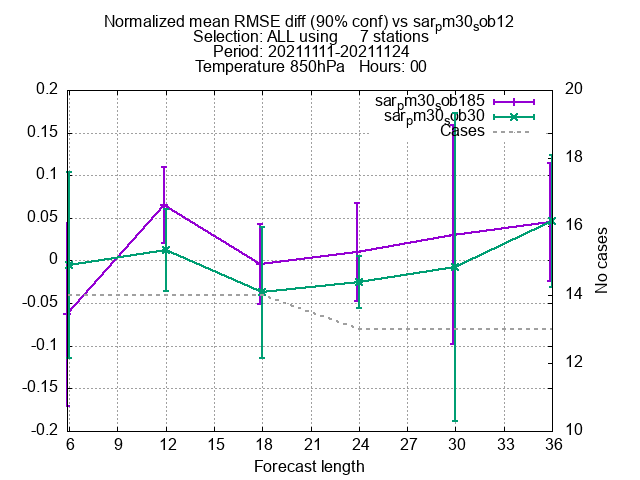 Normalized mean RMSE diff (90% conf) vs sarpm30sob12
Selection: ALL using 7 stations
Period: 20211111-20211124
Temperature 850hPa Hours: 00
sarpm30sob185
sarpm30sob30
Cases
0.2
0.15
0.1
0.05
0
-0.05
-0.1
-0.15
-0.2
20
18
16
14
12
10
No cases
6 9 12 15 18 21 24 27 30 33 36
Forecast length